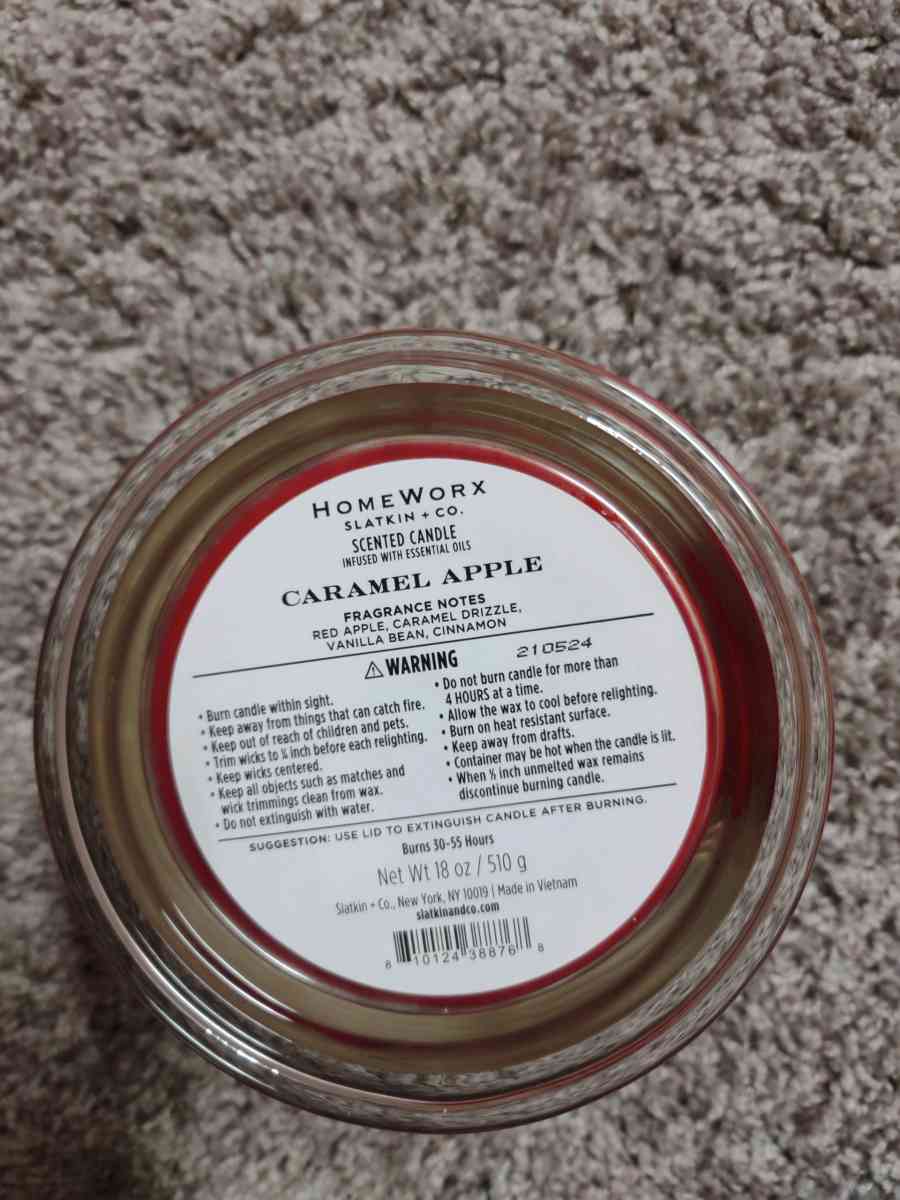 HOMEWORX
SLATKIN + CO.
SCENTED CANDLE
INFUSED WITH ESSENTIAL OILS
CARAMEL APPLE
FRAGRANCE NOTES
RED APPLE, CARAMEL DRIZZLE,
VANILLA BEAN, CINNAMON
⚠ WARNING
210524
• Burn candle within sight.
• Keep away from things that can catch fire.
• Keep out of reach of children and pets.
• Trim wicks to ¼ inch before each relighting.
• Keep wicks centered.
• Keep all objects such as matches and
wick trimmings clean from wax.
• Do not extinguish with water.
• Do not burn candle for more than
4 HOURS at a time.
• Allow the wax to cool before relighting.
• Burn on heat resistant surface.
• Keep away from drafts.
• Container may be hot when the candle is lit.
• When ½ inch unmelted wax remains
discontinue burning candle.
SUGGESTION: USE LID TO EXTINGUISH CANDLE AFTER BURNING.
Burns 30-55 Hours
Net Wt 18 oz / 510 g
Slatkin + Co., New York, NY 10019 | Made in Vietnam
slatkinandco.com
8 10124 38876 8